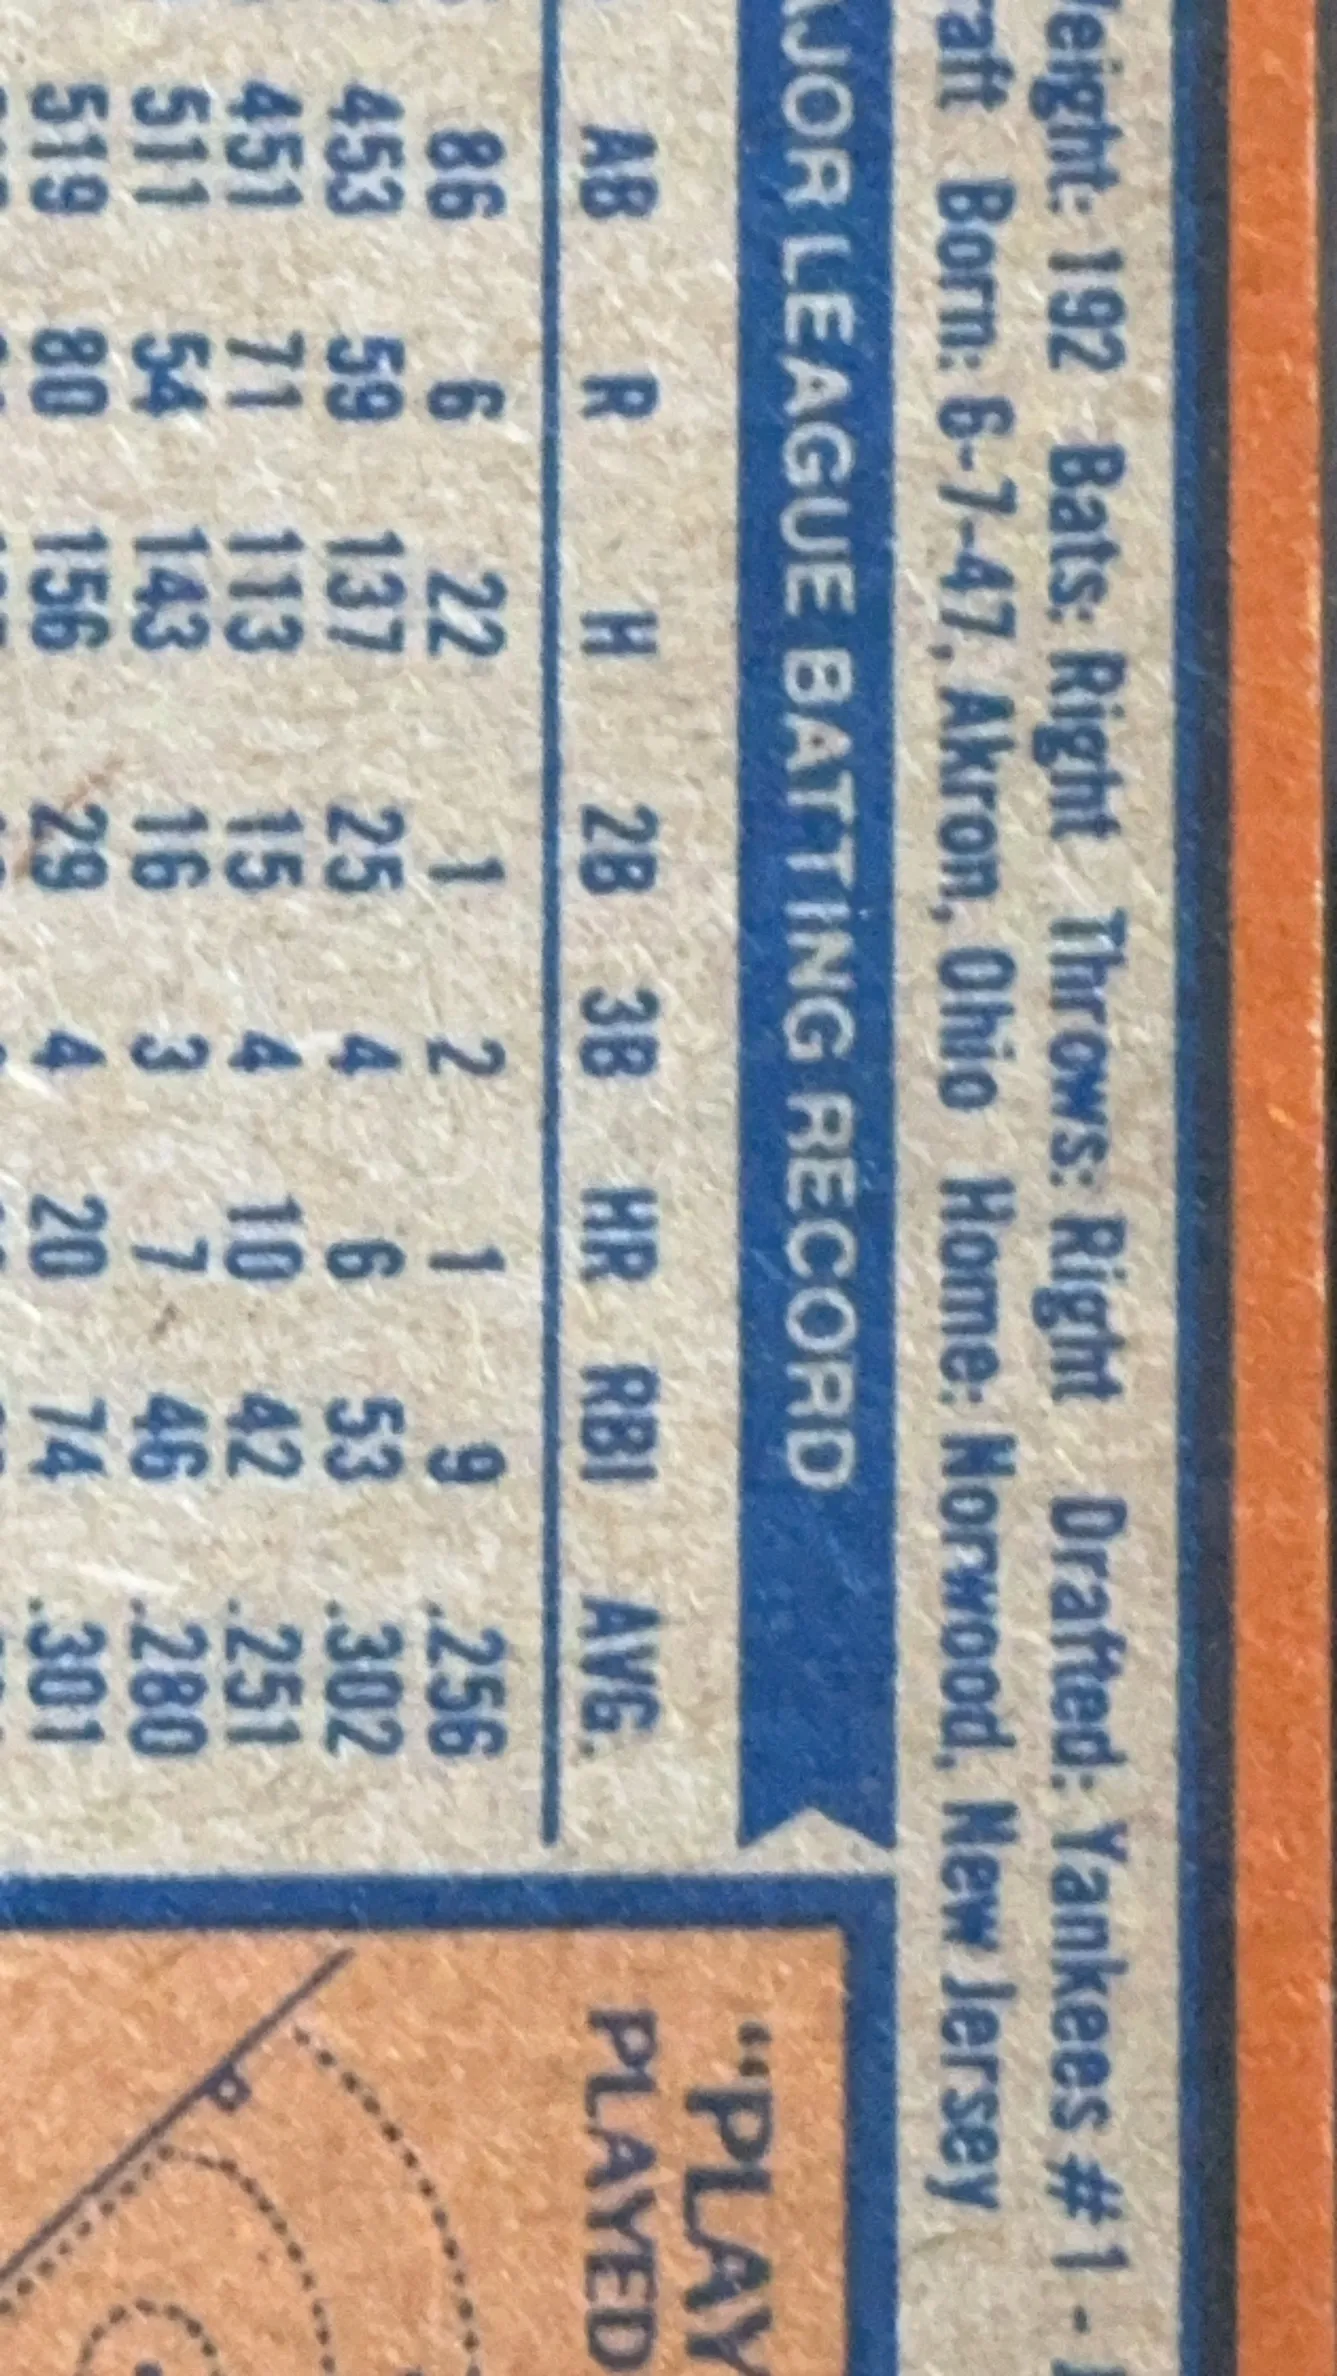 Weight: 192 Bats: Right Throws: Right Drafted: Yankees #1 -
raft Born: 6-7-47, Akron, Ohio Home: Norwood, New Jersey
AJOR LEAGUE BATTING RECORD
AB R H 2B 3B HR RBI AVG.
86 6 22 1 2 1 9 .256
453 59 137 25 4 6 53 .302
451 71 113 15 4 10 42 .251
511 54 143 16 3 7 46 .280
519 80 156 29 4 20 74 .301
"PLAY
PLAYED